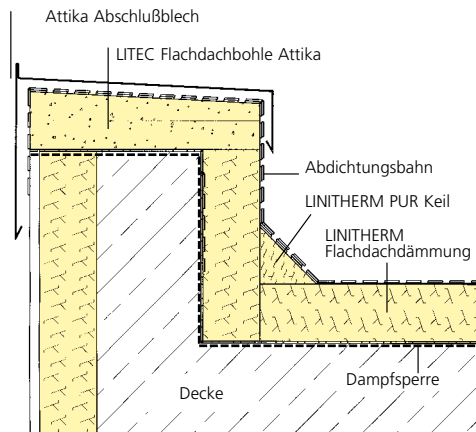 Attika Abschlußblech
LITEC Flachdachbohle Attika
Abdichtungsbahn
LINITHERM PUR Keil
LINITHERM
Flachdachdämmung
Dampfsperre
Decke